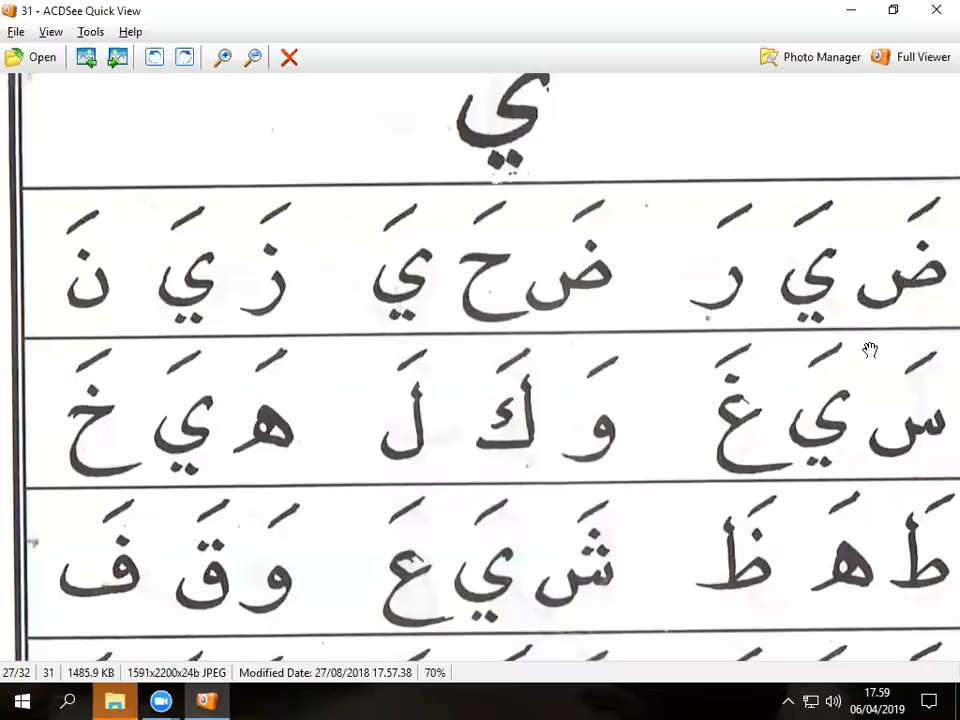 31 - ACDSee Quick View
File View Tools Help
Open Photo Manager Full Viewer
ي
ضَ يَ رَ ضَ حَ يَ زَ يَ نَ
سَ يَ غَ وَ كَ لَ هَ يَ خَ
طَ هَ ظَ شَ يَ عَ وَ قَ فَ
27/32 31 1485.9 KB 1591x2200x24b JPEG Modified Date: 27/08/2018 17.57.38 70%
17.59
06/04/2019